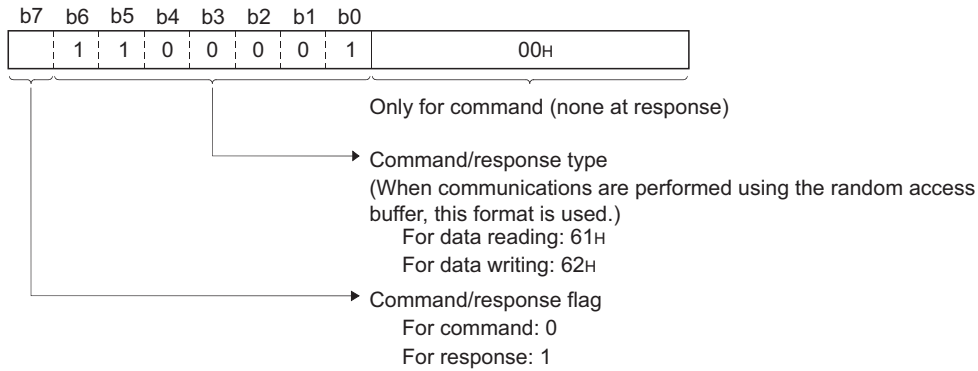 b7 b6 b5 b4 b3 b2 b1 b0
1 1 0 0 0 0 1 00H
Only for command (none at response)
Command/response type
(When communications are performed using the random access
buffer, this format is used.)
For data reading: 61H
For data writing: 62H
Command/response flag
For command: 0
For response: 1